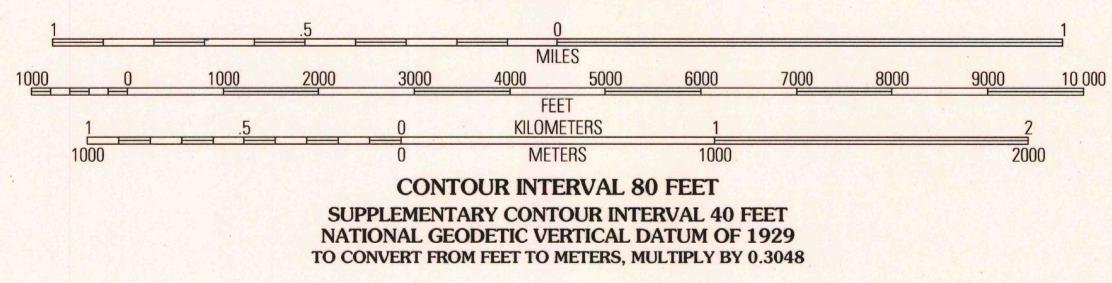 1 .5 0 1
MILES
1000 0 1000 2000 3000 4000 5000 6000 7000 8000 9000 10 000
FEET
1 .5 0 KILOMETERS 1 2
1000 0 METERS 1000 2000
CONTOUR INTERVAL 80 FEET
SUPPLEMENTARY CONTOUR INTERVAL 40 FEET
NATIONAL GEODETIC VERTICAL DATUM OF 1929
TO CONVERT FROM FEET TO METERS, MULTIPLY BY 0.3048